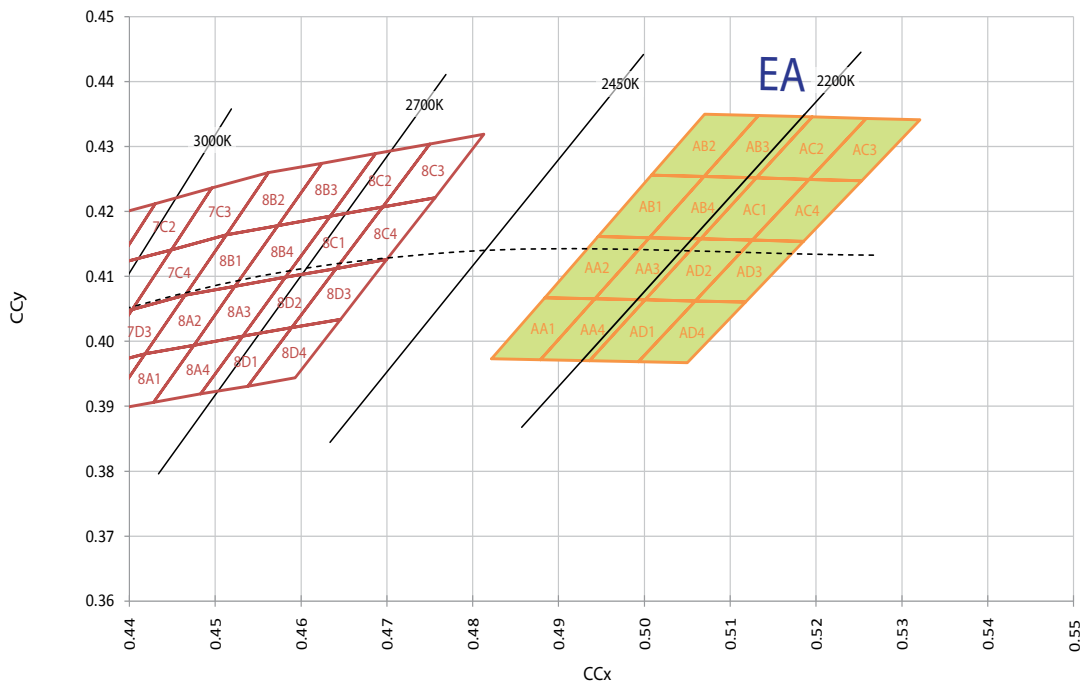 0.45
0.44
0.43
0.42
0.41
0.40
0.39
0.38
0.37
0.36
CCy
EA
3000K
2700K
2450K
2200K
7C2 7C3 8B2 8B3 8C2 8C3
7C4 8B1 8B4 8C1 8C4
7D3 8A2 8A3 8D2 8D3
8A1 8A4 8D1 8D4
AB2 AB3 AC2 AC3
AB1 AB4 AC1 AC4
AA2 AA3 AD2 AD3
AA1 AA4 AD1 AD4
0.44 0.45 0.46 0.47 0.48 0.49 0.50 0.51 0.52 0.53 0.54 0.55
CCx